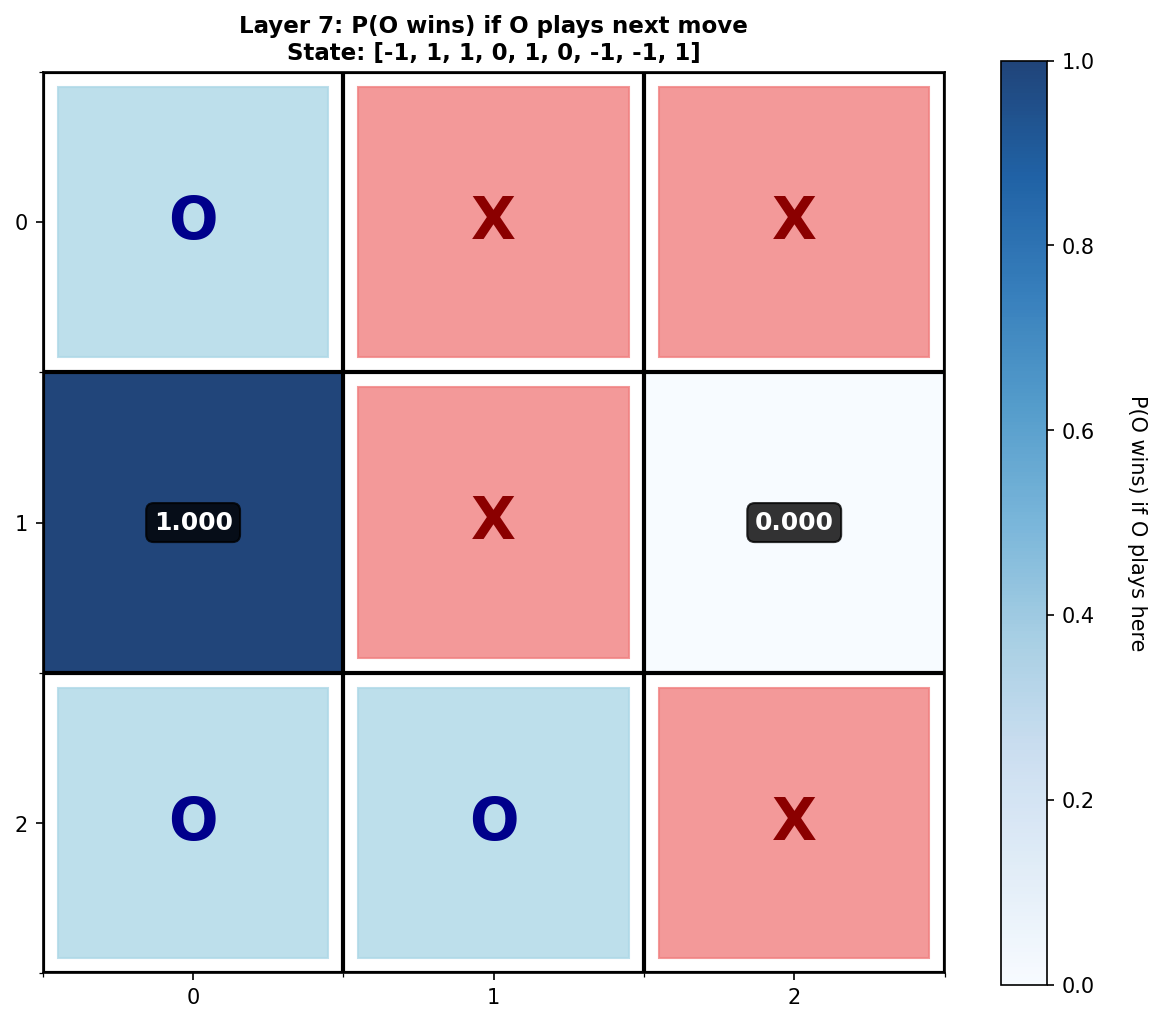 Layer 7: P(O wins) if O plays next move
State: [-1, 1, 1, 0, 1, 0, -1, -1, 1]
0
O
X
X
1
1.000
X
0.000
2
O
O
X
0
1
2
1.0
0.8
0.6
0.4
0.2
0.0
P(O wins) if O plays here